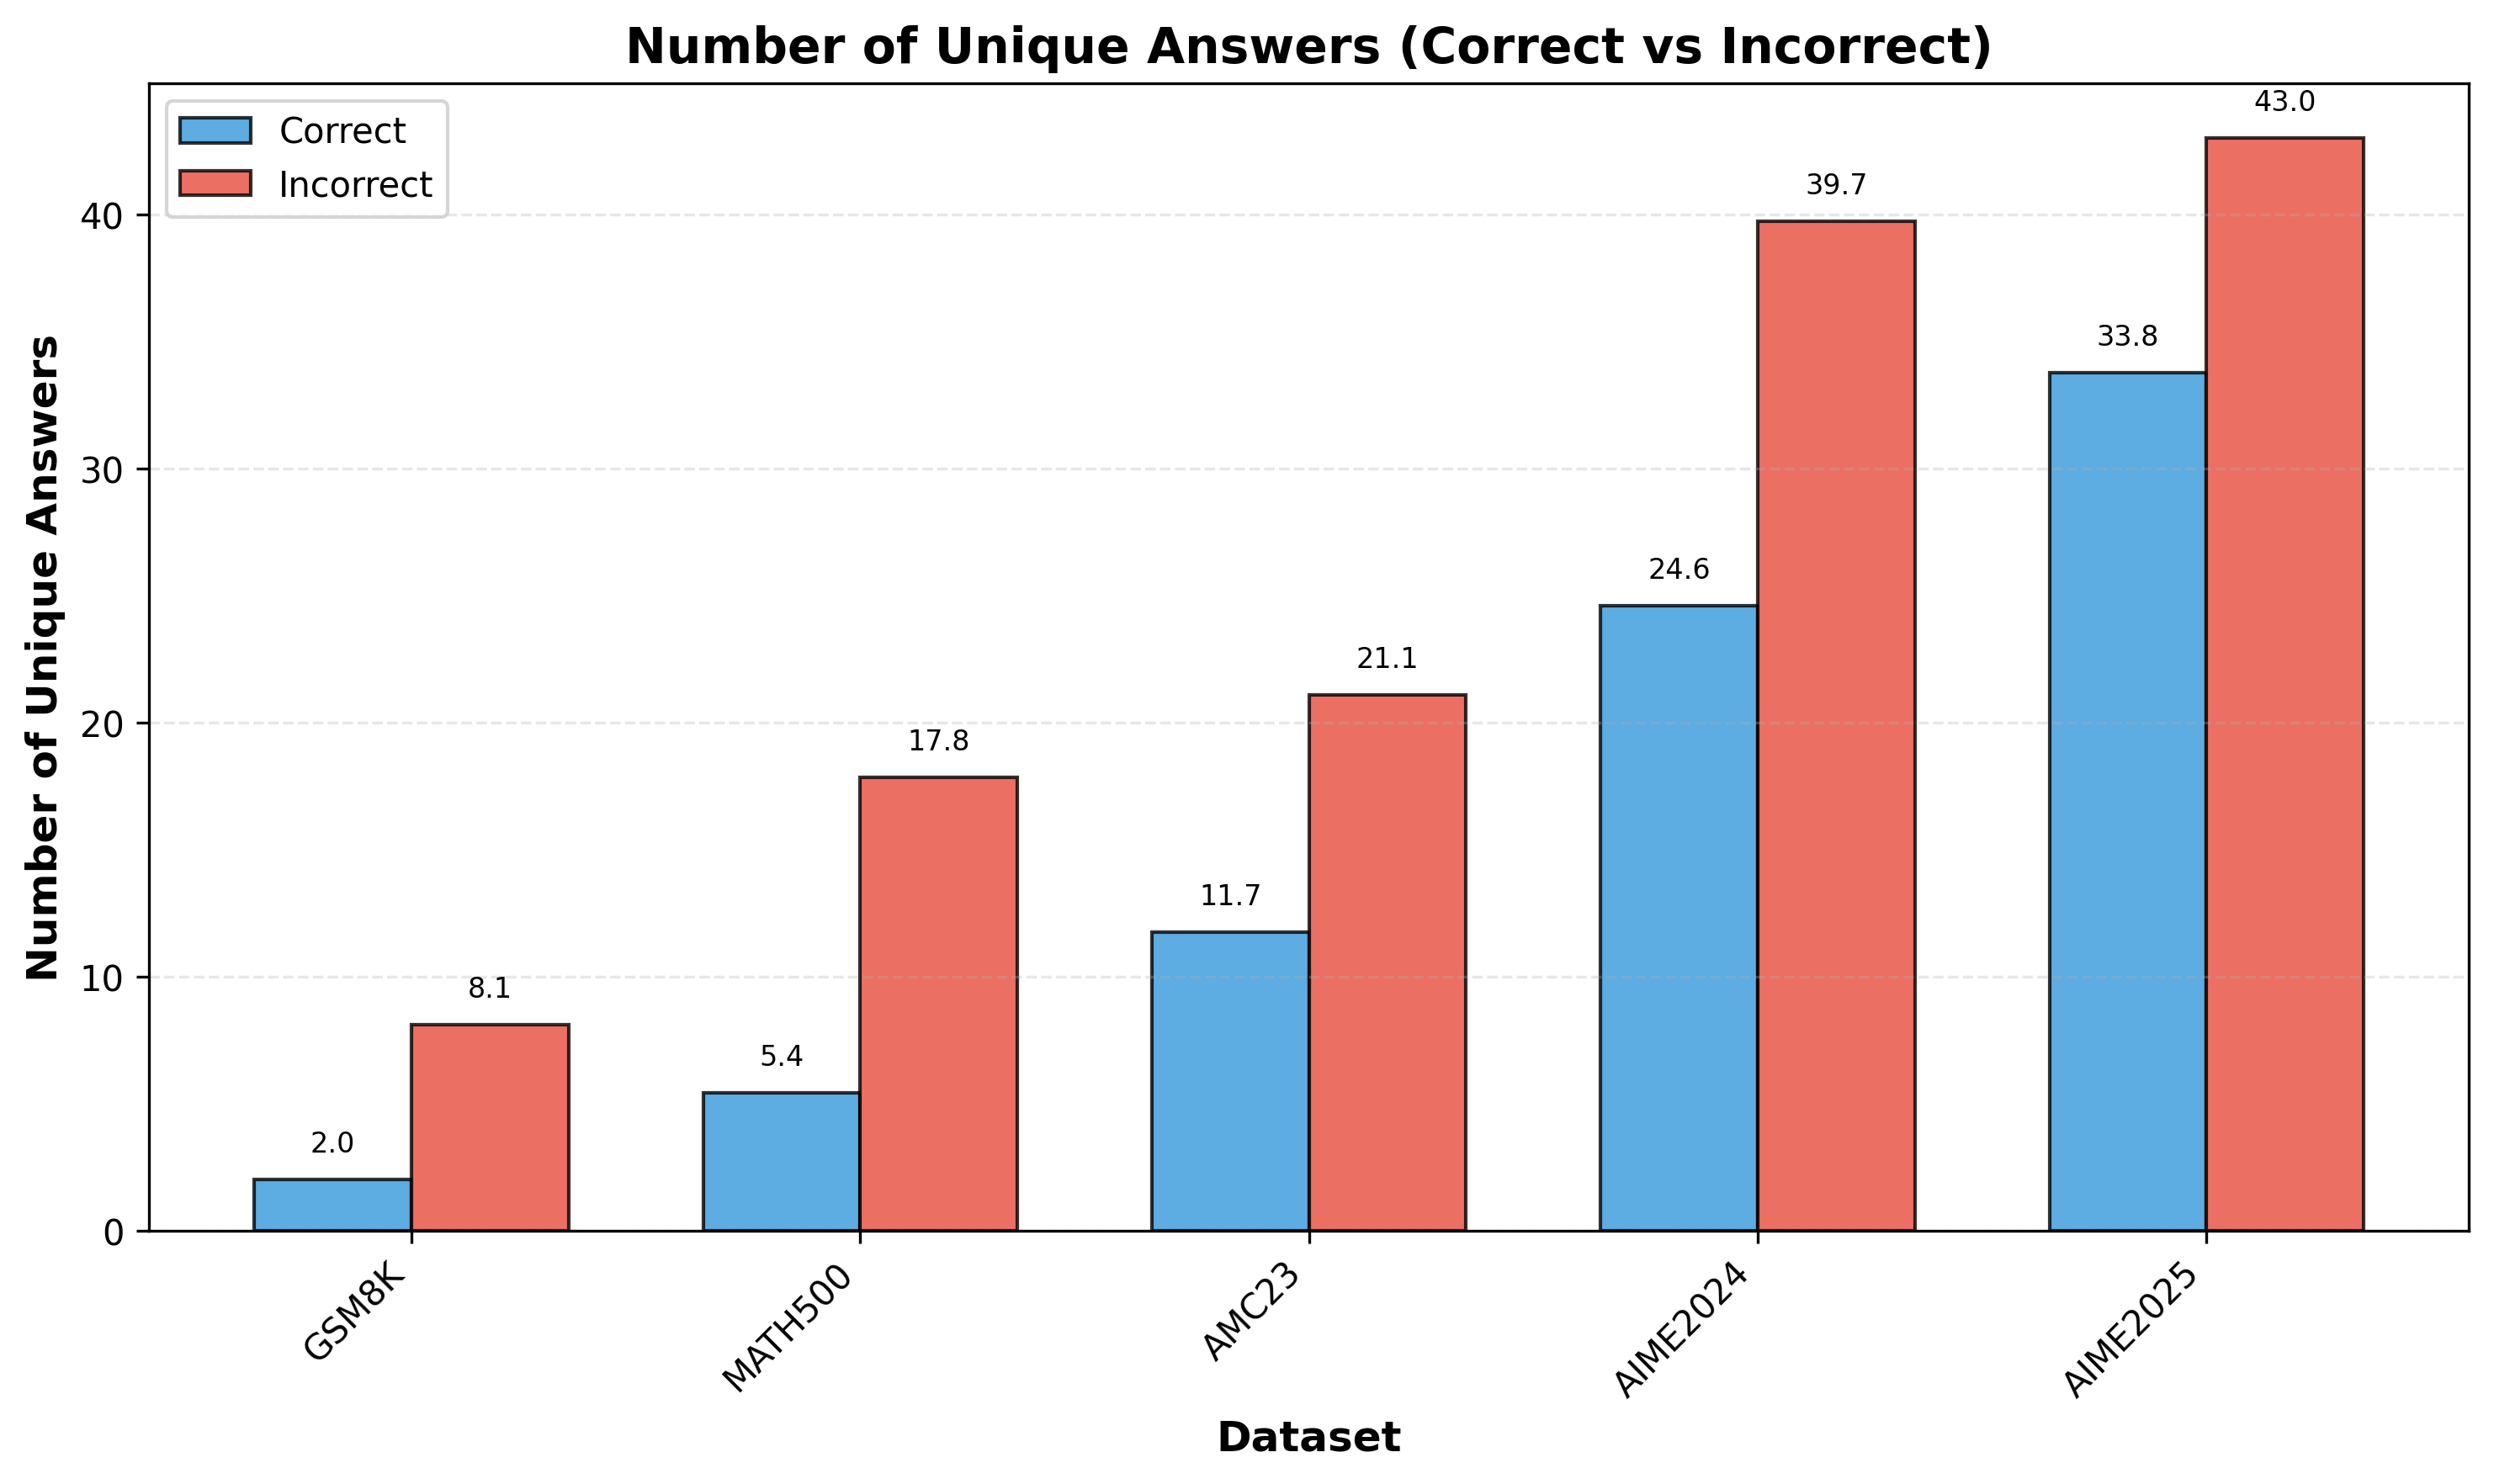 Number of Unique Answers (Correct vs Incorrect)
Correct
Incorrect
Number of Unique Answers
40
30
20
10
0
2.0
8.1
5.4
17.8
11.7
21.1
24.6
39.7
33.8
43.0
GSM8K
MATH500
AMC23
AIME2024
AIME2025
Dataset